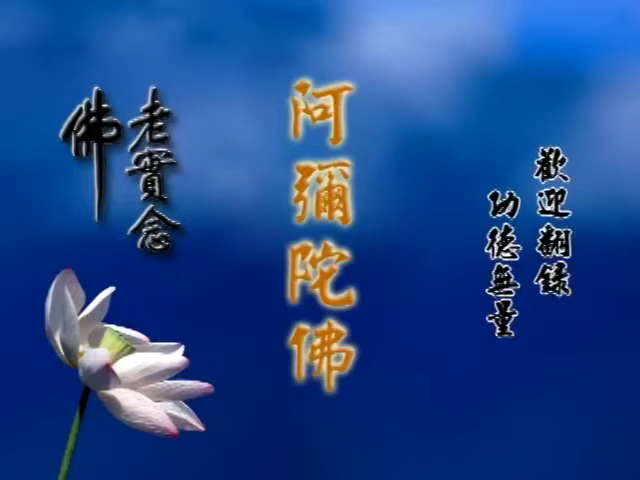 歡迎翻錄
功德無量
阿彌陀佛
老實念
佛